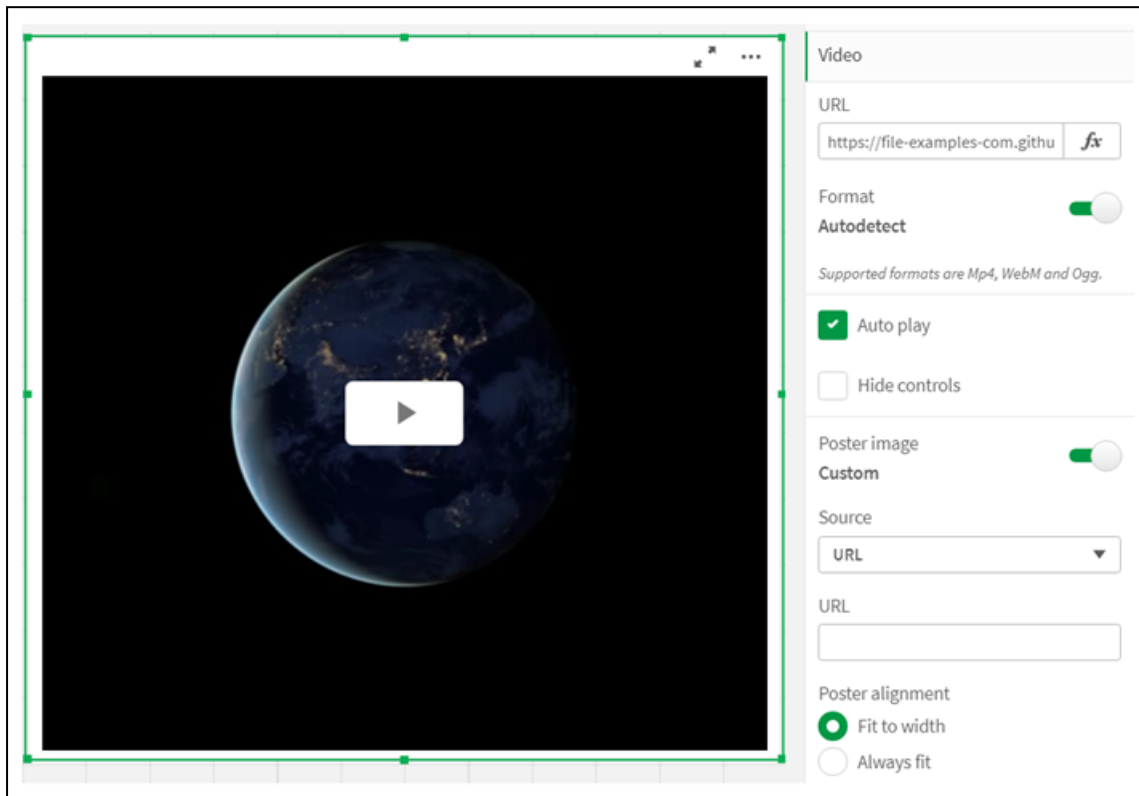 Video
URL
https://file-examples-com.githu
fx
Format
Autodetect
Supported formats are Mp4, WebM and Ogg.
Auto play
Hide controls
Poster image
Custom
Source
URL
URL
Poster alignment
Fit to width
Always fit